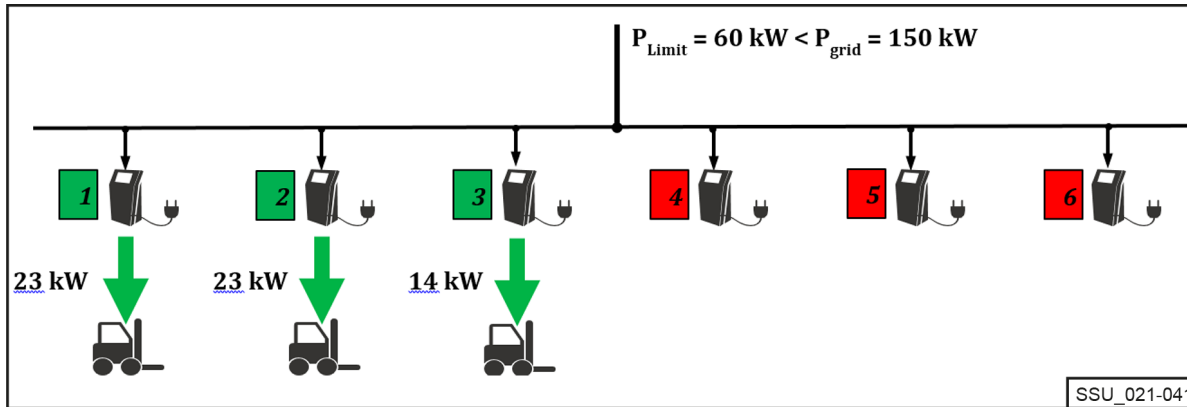 P_Limit = 60 kW < P_grid = 150 kW
1
2
3
4
5
6
23 kW
23 kW
14 kW
SSU_021-041